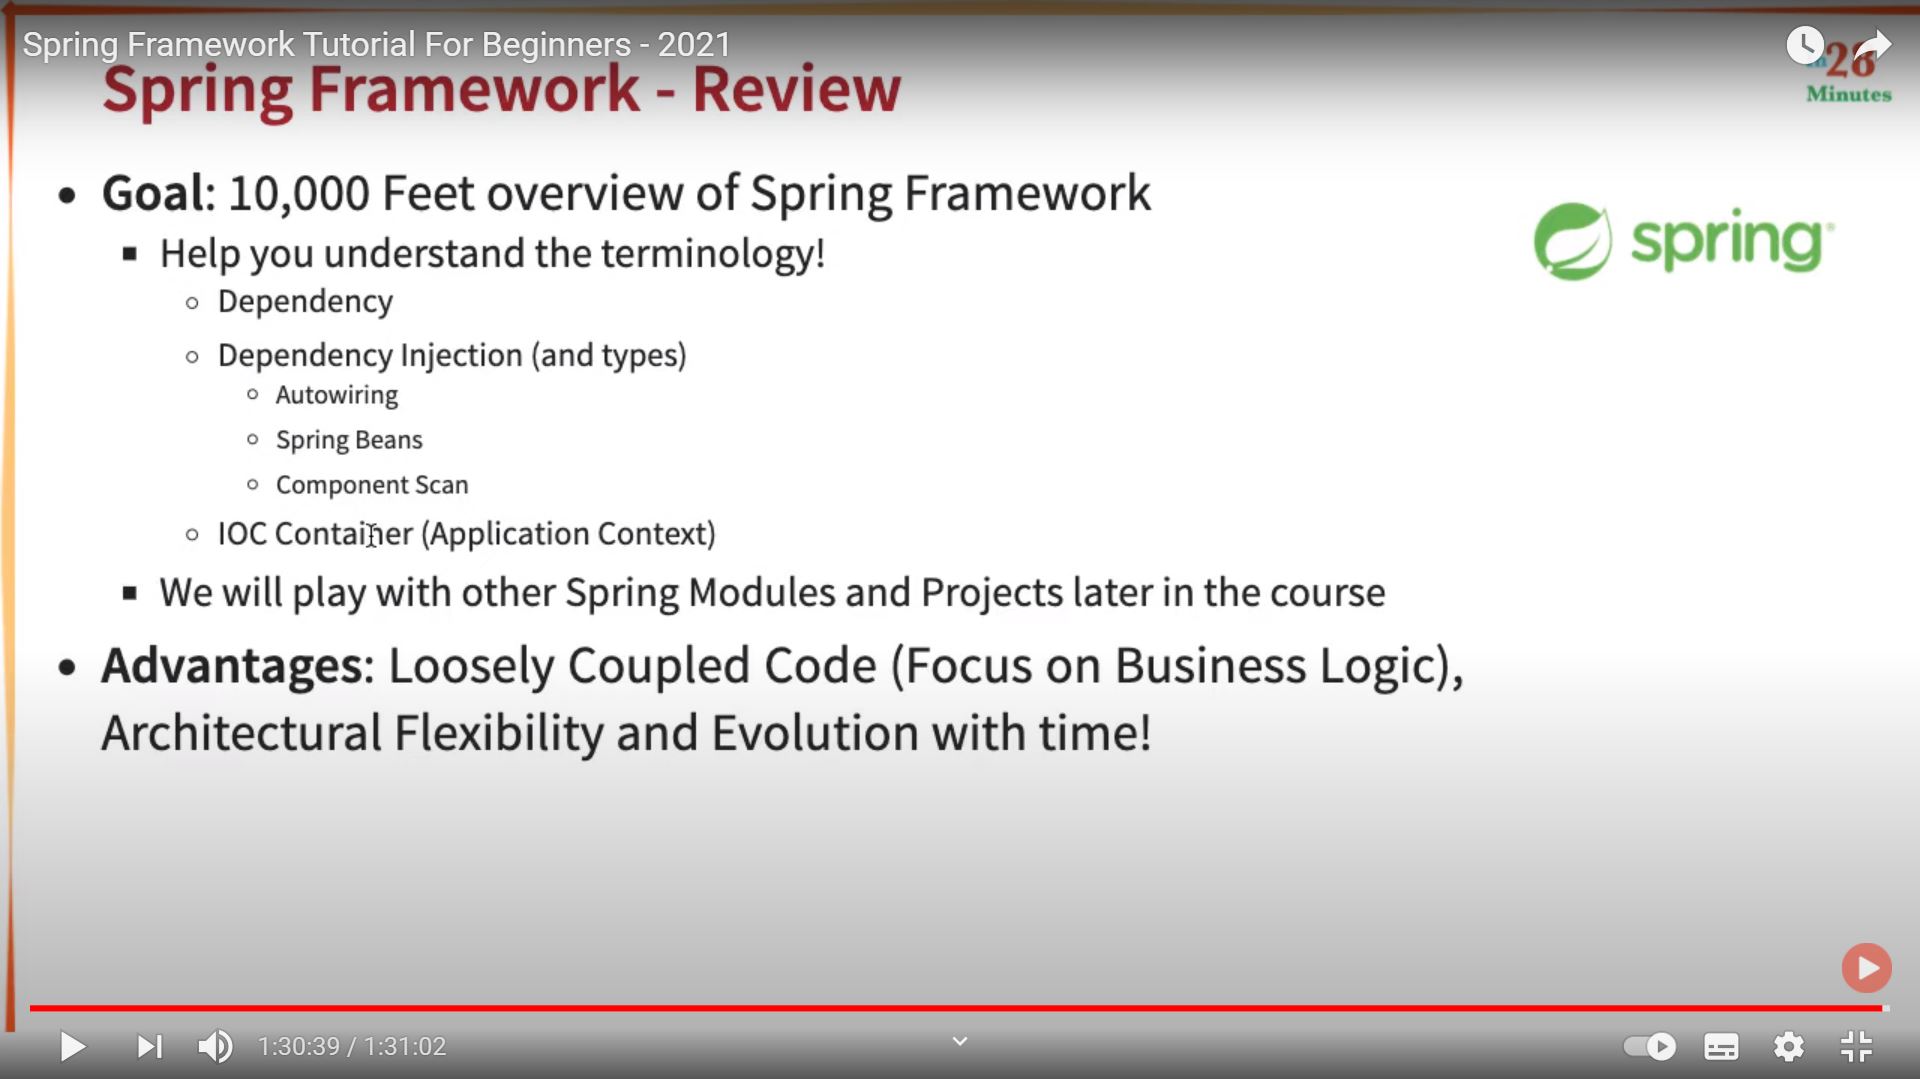 Spring Framework Tutorial For Beginners - 2021
Spring Framework - Review
28
Minutes
• Goal: 10,000 Feet overview of Spring Framework
spring®
▪ Help you understand the terminology!
○ Dependency
○ Dependency Injection (and types)
○ Autowiring
○ Spring Beans
○ Component Scan
○ IOC Container (Application Context)
▪ We will play with other Spring Modules and Projects later in the course
• Advantages: Loosely Coupled Code (Focus on Business Logic),
Architectural Flexibility and Evolution with time!
1:30:39 / 1:31:02